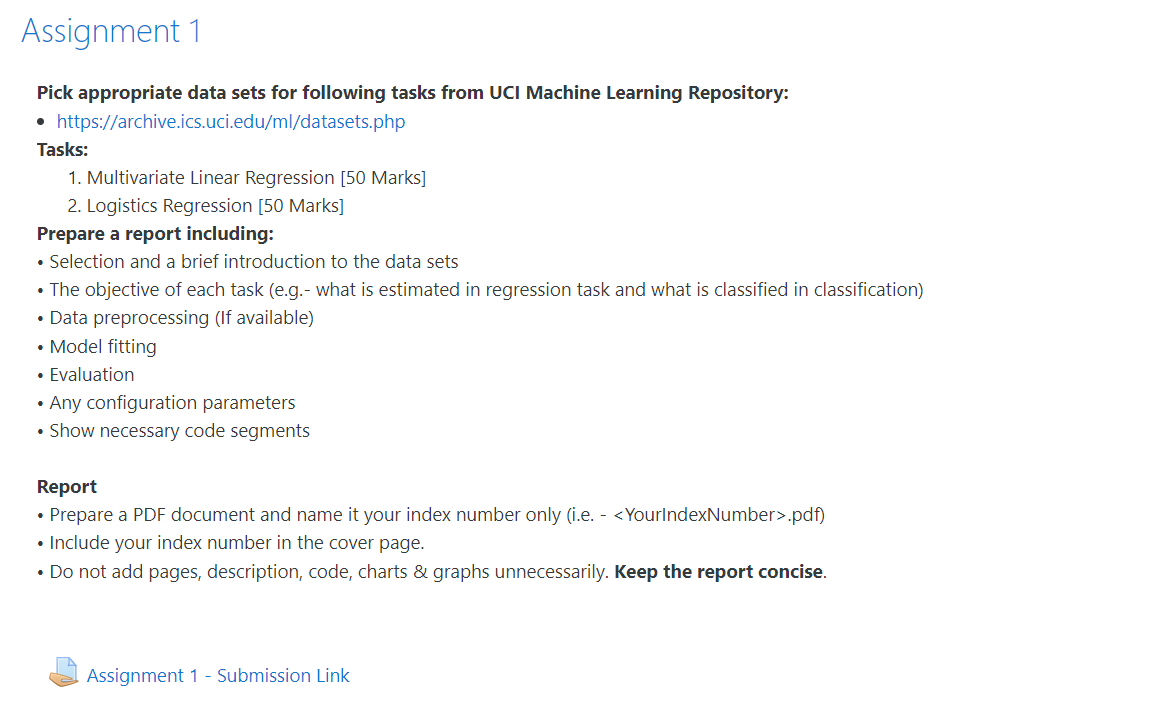 Assignment 1
Pick appropriate data sets for following tasks from UCI Machine Learning Repository:
• https://archive.ics.uci.edu/ml/datasets.php
Tasks:
1. Multivariate Linear Regression [50 Marks]
2. Logistics Regression [50 Marks]
Prepare a report including:
• Selection and a brief introduction to the data sets
• The objective of each task (e.g.- what is estimated in regression task and what is classified in classification)
• Data preprocessing (If available)
• Model fitting
• Evaluation
• Any configuration parameters
• Show necessary code segments
Report
• Prepare a PDF document and name it your index number only (i.e. - <YourIndexNumber>.pdf)
• Include your index number in the cover page.
• Do not add pages, description, code, charts & graphs unnecessarily. Keep the report concise.
Assignment 1 - Submission Link